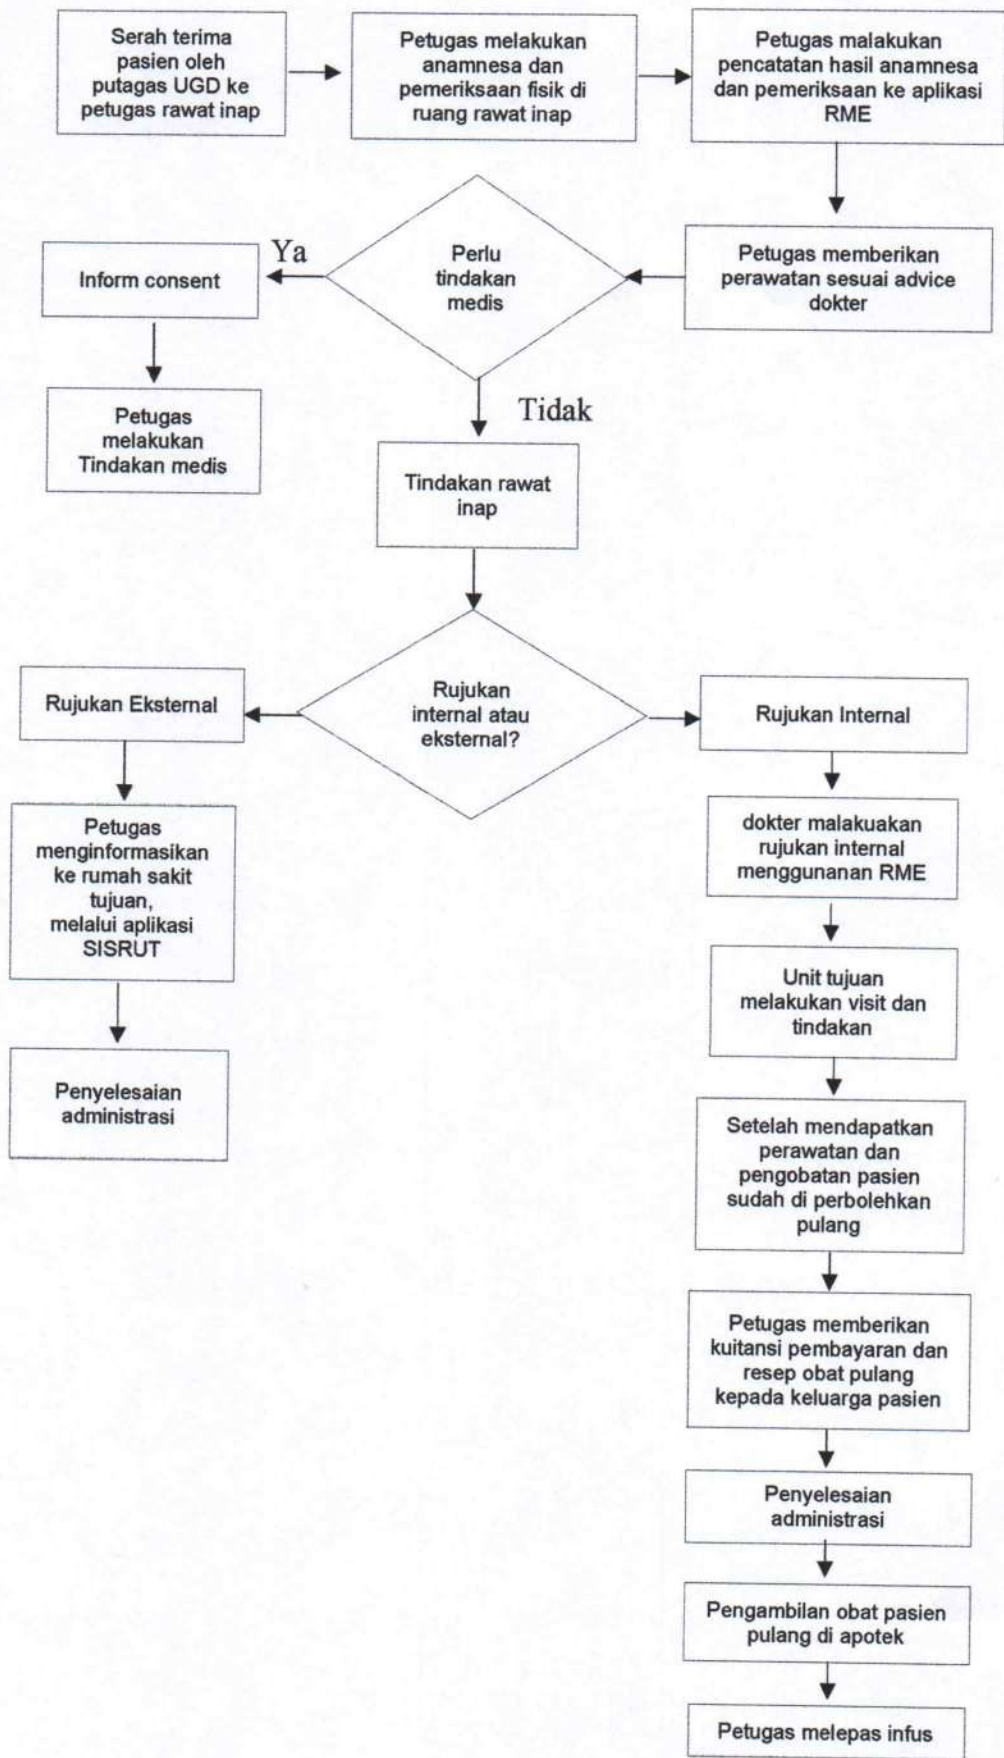 Serah terima
pasien oleh
putagas UGD ke
petugas rawat inap
Petugas melakukan
anamnesa dan
pemeriksaan fisik di
ruang rawat inap
Petugas malakukan
pencatatan hasil anamnesa
dan pemeriksaan ke aplikasi
RME
Petugas memberikan
perawatan sesuai advice
dokter
Perlu
tindakan
medis
Ya
Inform consent
Petugas
melakukan
Tindakan medis
Tidak
Tindakan rawat
inap
Rujukan
internal atau
eksternal?
Rujukan Eksternal
Petugas
menginformasikan
ke rumah sakit
tujuan,
melalui aplikasi
SISRUT
Penyelesaian
administrasi
Rujukan Internal
dokter malakuakan
rujukan internal
menggunanan RME
Unit tujuan
melakukan visit dan
tindakan
Setelah mendapatkan
perawatan dan
pengobatan pasien
sudah di perbolehkan
pulang
Petugas memberikan
kuitansi pembayaran dan
resep obat pulang
kepada keluarga pasien
Penyelesaian
administrasi
Pengambilan obat pasien
pulang di apotek
Petugas melepas infus